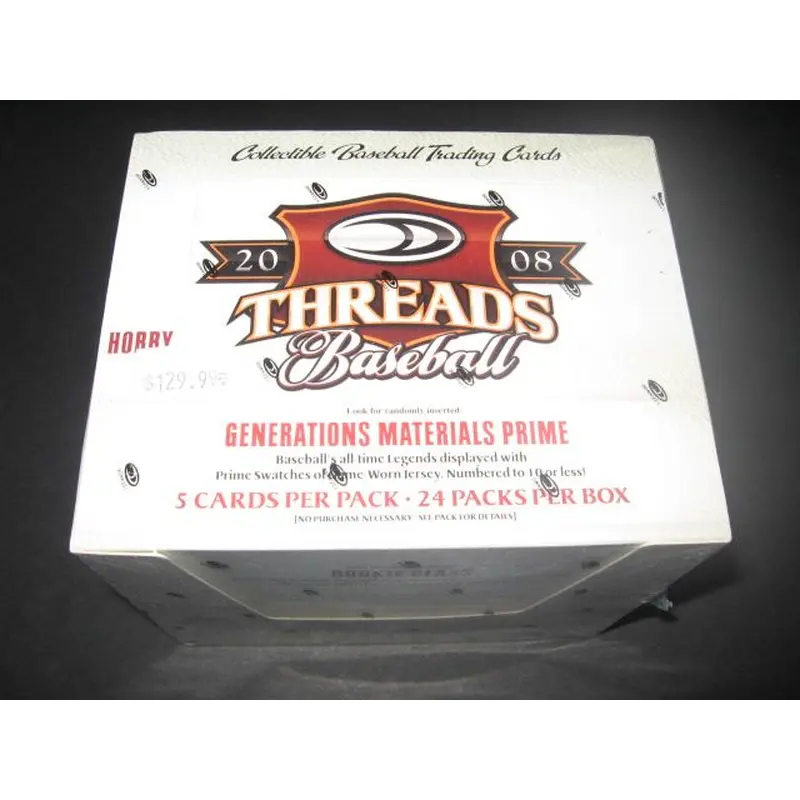 Collectible Baseball Trading Cards
20 08
THREADS
Baseball
HOBBY
$129.99
Look for randomly inserted:
GENERATIONS MATERIALS PRIME
Baseball's all time Legends displayed with
Prime Swatches of Game-Worn Jersey. Numbered to 10 or less!
5 CARDS PER PACK • 24 PACKS PER BOX
[NO PURCHASE NECESSARY - SEE PACK FOR DETAILS]
ROOKIE CLASS